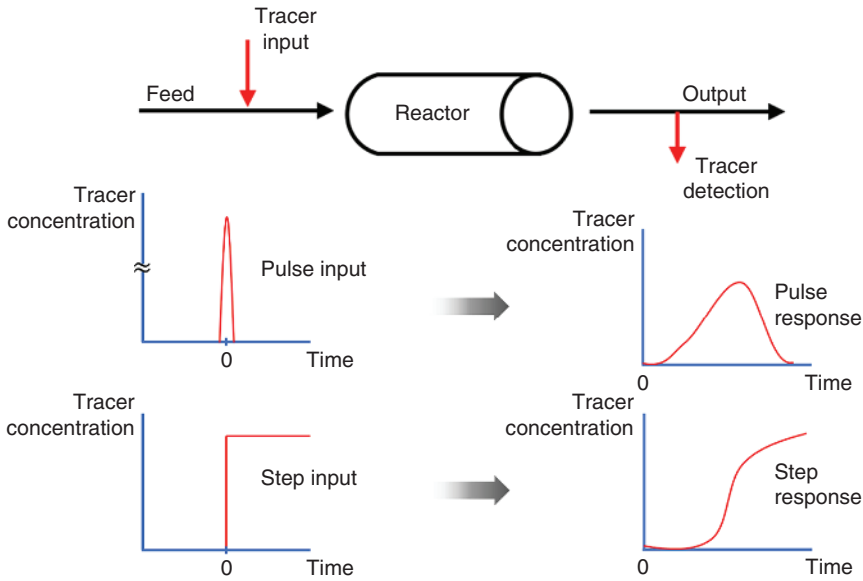 Tracer
input
Feed
Reactor
Output
Tracer
detection
Tracer
concentration
≈
Pulse input
0
Time
Tracer
concentration
Pulse
response
0
Time
Tracer
concentration
Step input
0
Time
Tracer
concentration
Step
response
0
Time